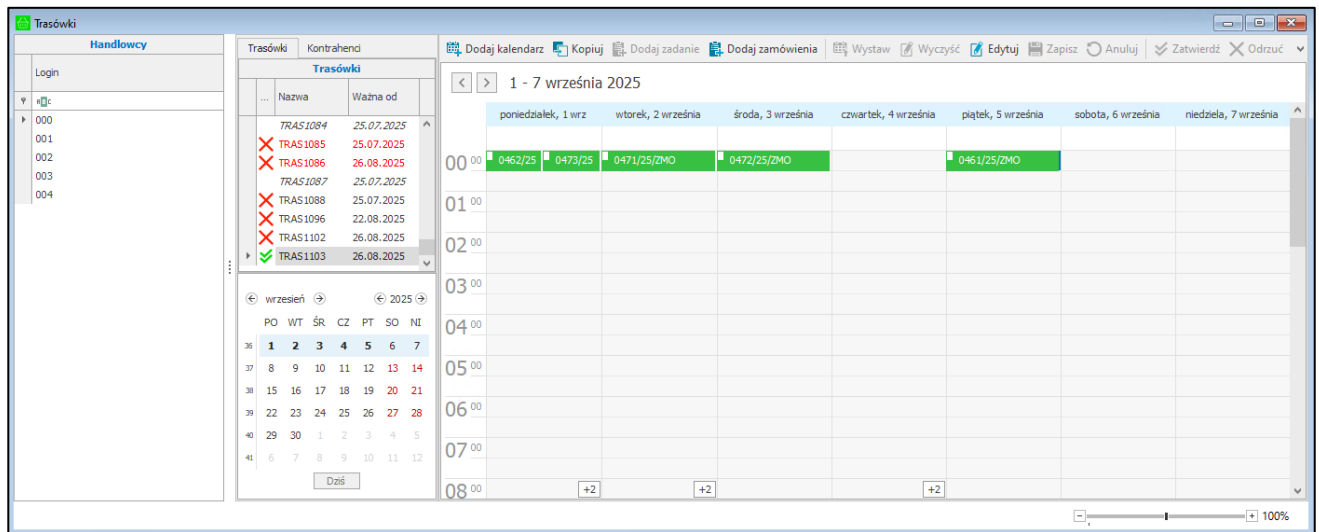 Trasówki
Handlowcy
Login
000
001
002
003
004
Trasówki Kontrahenci
Trasówki
... Nazwa Ważna od
TRAS1084 25.07.2025
TRAS1085 25.07.2025
TRAS1086 26.08.2025
TRAS1087 25.07.2025
TRAS1088 25.07.2025
TRAS1096 22.08.2025
TRAS1102 26.08.2025
TRAS1103 26.08.2025
wrzesień 2025
PO WT ŚR CZ PT SO NI
36 1 2 3 4 5 6 7
37 8 9 10 11 12 13 14
38 15 16 17 18 19 20 21
39 22 23 24 25 26 27 28
40 29 30 1 2 3 4 5
41 6 7 8 9 10 11 12
Dziś
Dodaj kalendarz Kopiuj Dodaj zadanie Dodaj zamówienia Wystaw Wyczyść Edytuj Zapisz Anuluj Zatwierdź Odrzuć
1 - 7 września 2025
poniedziałek, 1 wrz wtorek, 2 września środa, 3 września czwartek, 4 września piątek, 5 września sobota, 6 września niedziela, 7 września
00 00 0462/25 0473/25 0471/25/ZMO 0472/25/ZMO 0461/25/ZMO
01 00
02 00
03 00
04 00
05 00
06 00
07 00
08 00 +2 +2 +2
100%